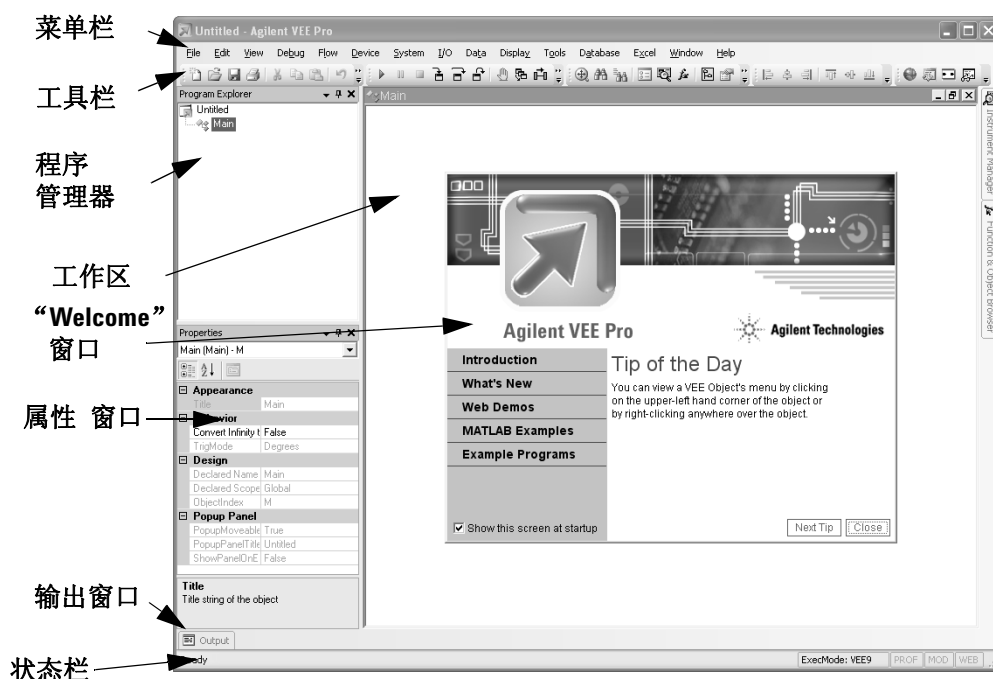 菜单栏
工具栏
程序
管理器
工作区
“Welcome”
窗口
属性 窗口
输出窗口
状态栏
Untitled - Agilent VEE Pro
File Edit View Debug Flow Device System I/O Data Display Tools Database Excel Window Help
Program Explorer
Untitled
Main
Main
Instrument Manager
Function & Object browser
Agilent VEE Pro
Agilent Technologies
Introduction
What's New
Web Demos
MATLAB Examples
Example Programs
Show this screen at startup
Tip of the Day
You can view a VEE Object's menu by clicking
on the upper-left hand corner of the object or
by right-clicking anywhere over the object.
Next Tip Close
Properties
Main (Main) - M
Appearance
Title Main
Convert Infinity t False
TrigMode Degrees
Design
Declared Name Main
Declared Scope Global
ObjectIndex M
Popup Panel
PopupMoveable True
PopupPanelTitle Untitled
ShowPanelOnE False
Title
Title string of the object
Output
ExecMode: VEE9 PROF MOD WEB